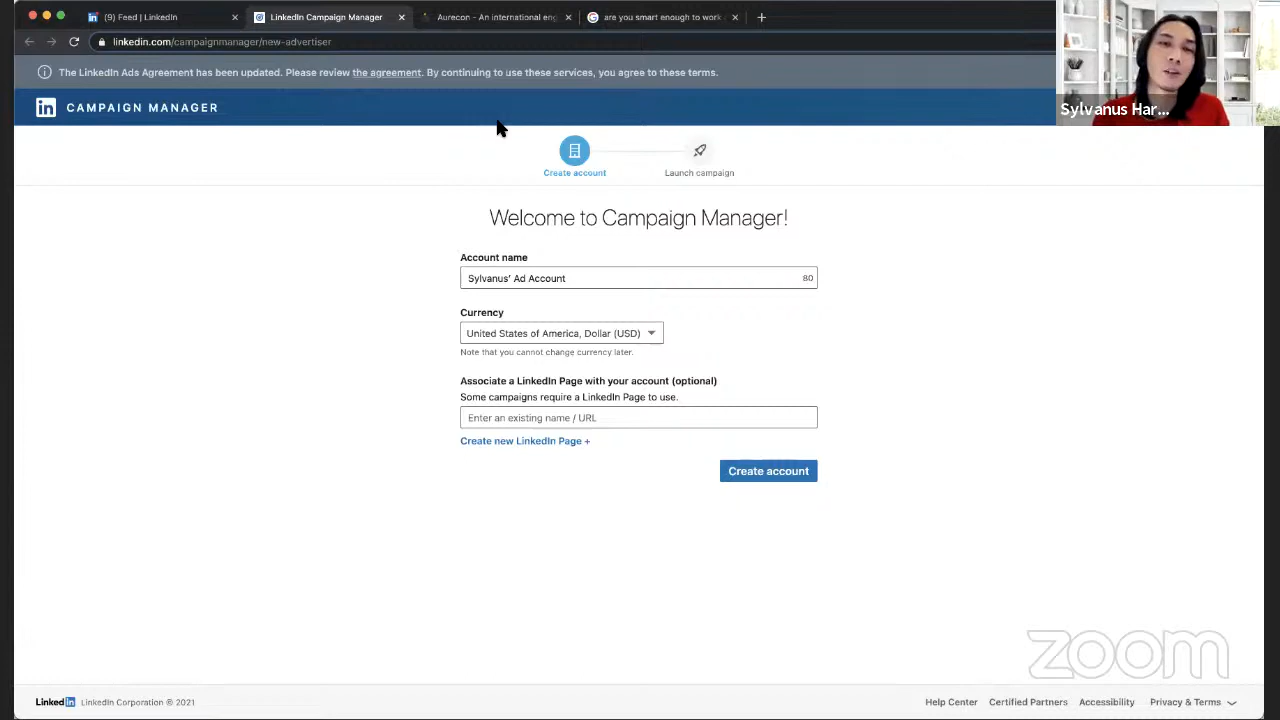 (9) Feed | LinkedIn
LinkedIn Campaign Manager
Aurecon - An international eng
are you smart enough to work
linkedin.com/campaignmanager/new-advertiser
The LinkedIn Ads Agreement has been updated. Please review the agreement. By continuing to use these services, you agree to these terms.
in CAMPAIGN MANAGER
Sylvanus Har...
Create account
Launch campaign
Welcome to Campaign Manager!
Account name
Sylvanus’ Ad Account
80
Currency
United States of America, Dollar (USD)
Note that you cannot change currency later.
Associate a LinkedIn Page with your account (optional)
Some campaigns require a LinkedIn Page to use.
Enter an existing name / URL
Create new LinkedIn Page +
Create account
zoom
LinkedIn LinkedIn Corporation © 2021
Help Center Certified Partners Accessibility Privacy & Terms